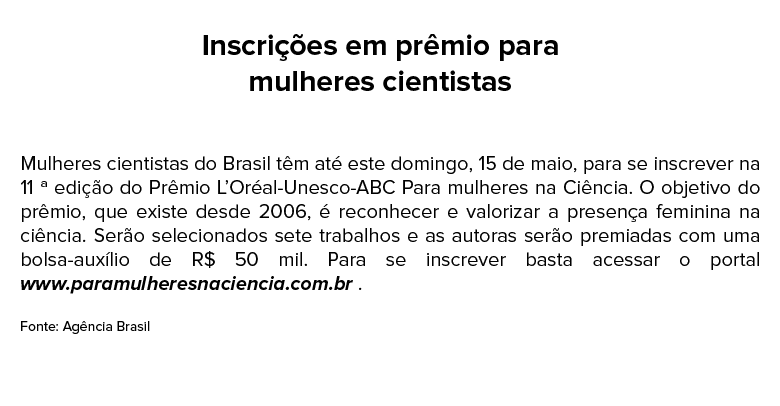 Inscrições em prêmio para
mulheres cientistas
Mulheres cientistas do Brasil têm até este domingo, 15 de maio, para se inscrever na
11 ª edição do Prêmio L’Oréal-Unesco-ABC Para mulheres na Ciência. O objetivo do
prêmio, que existe desde 2006, é reconhecer e valorizar a presença feminina na
ciência. Serão selecionados sete trabalhos e as autoras serão premiadas com uma
bolsa-auxílio de R$ 50 mil. Para se inscrever basta acessar o portal
www.paramulheresnaciencia.com.br .
Fonte: Agência Brasil